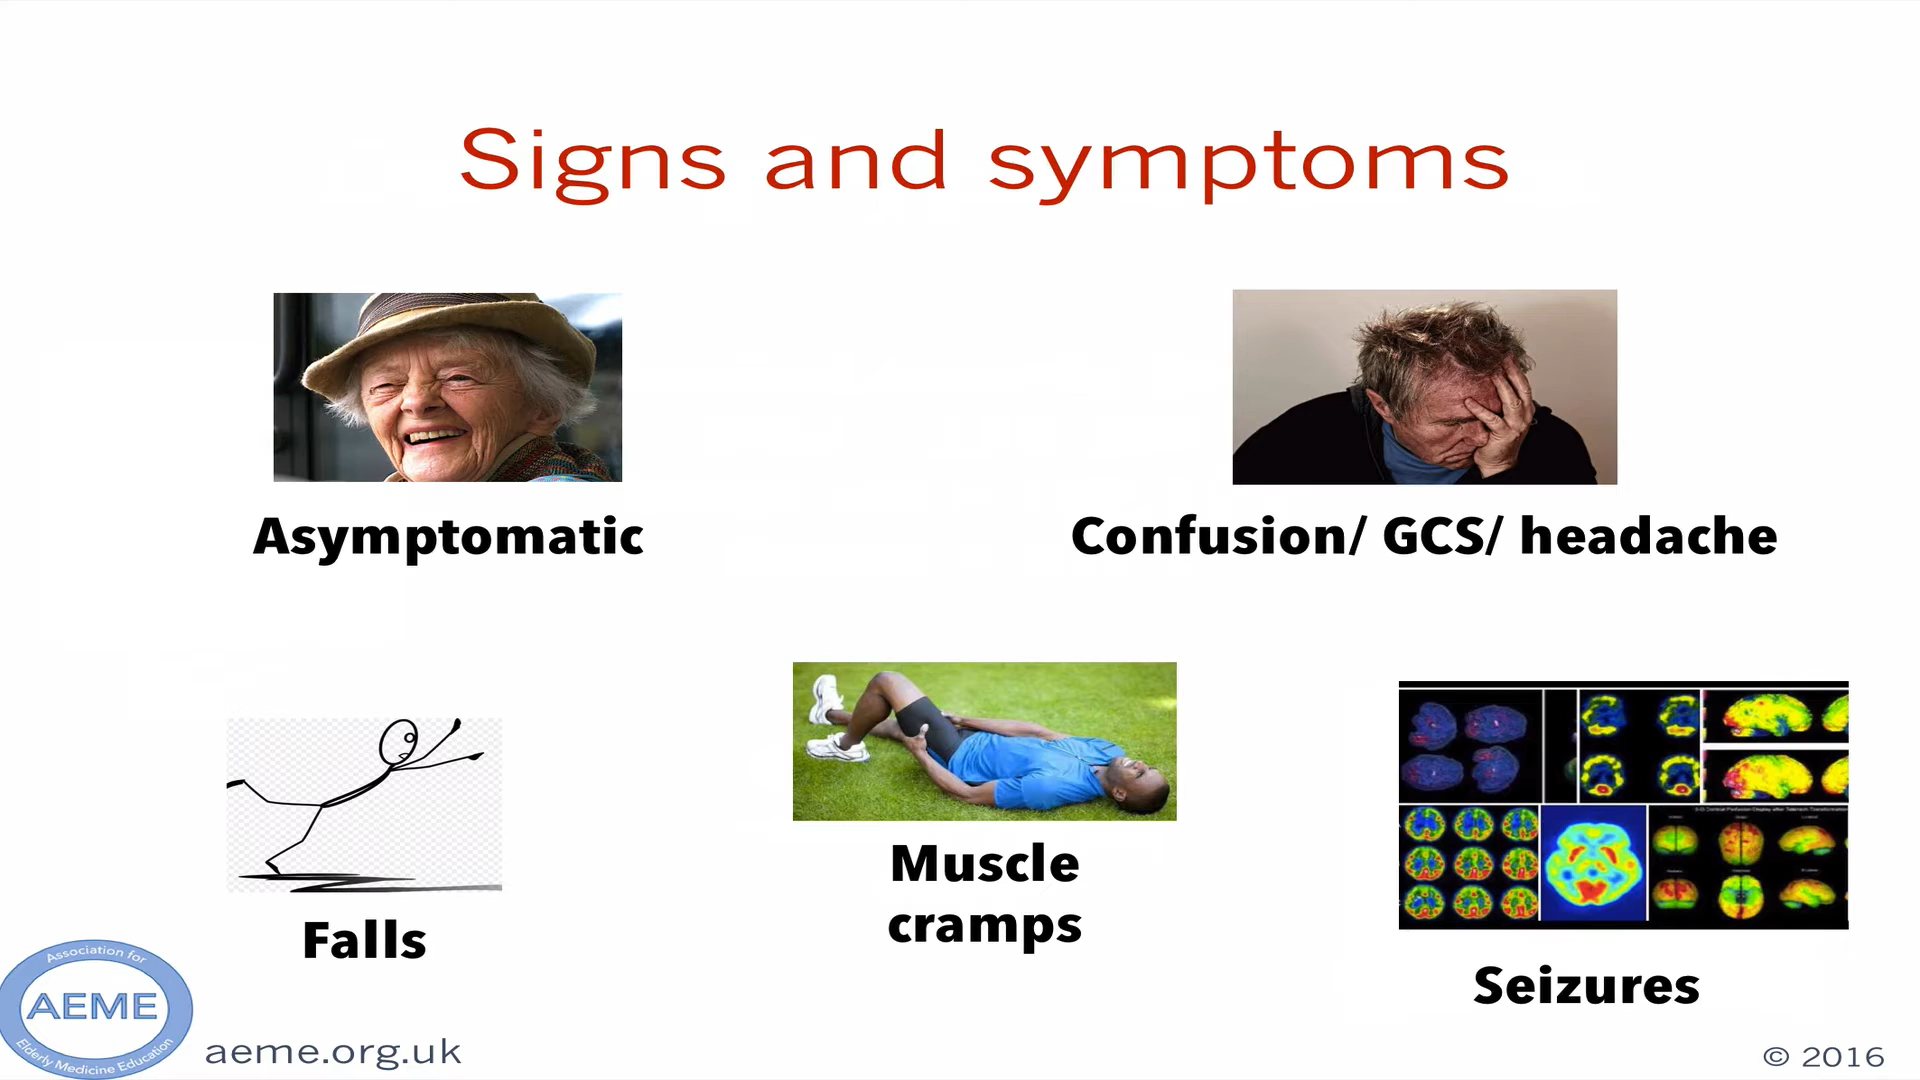 Signs and symptoms
Asymptomatic
Confusion/ GCS/ headache
Falls
Muscle
cramps
Seizures
Association for
AEME
Elderly Medicine Education
aeme.org.uk
© 2016